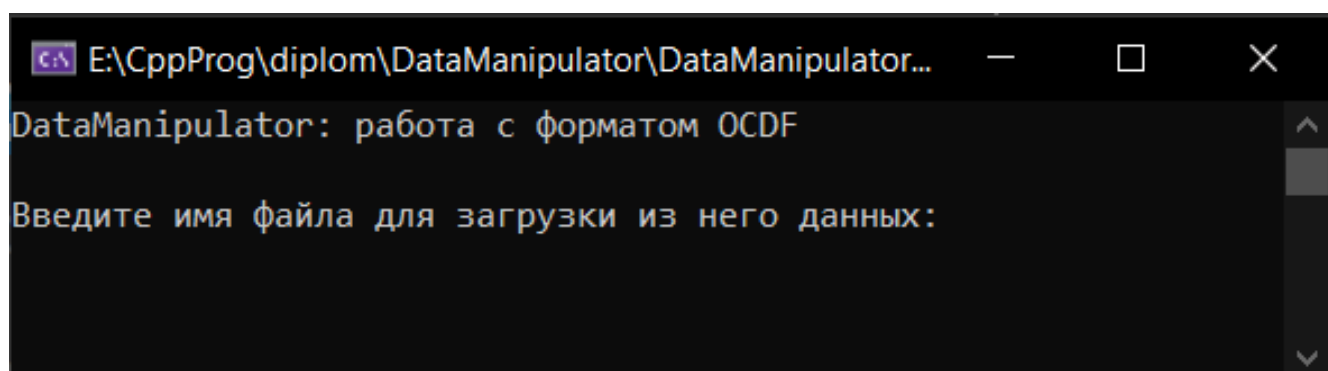 E:\CppProg\diplom\DataManipulator\DataManipulator...
DataManipulator: работа с форматом OCDF
Введите имя файла для загрузки из него данных: